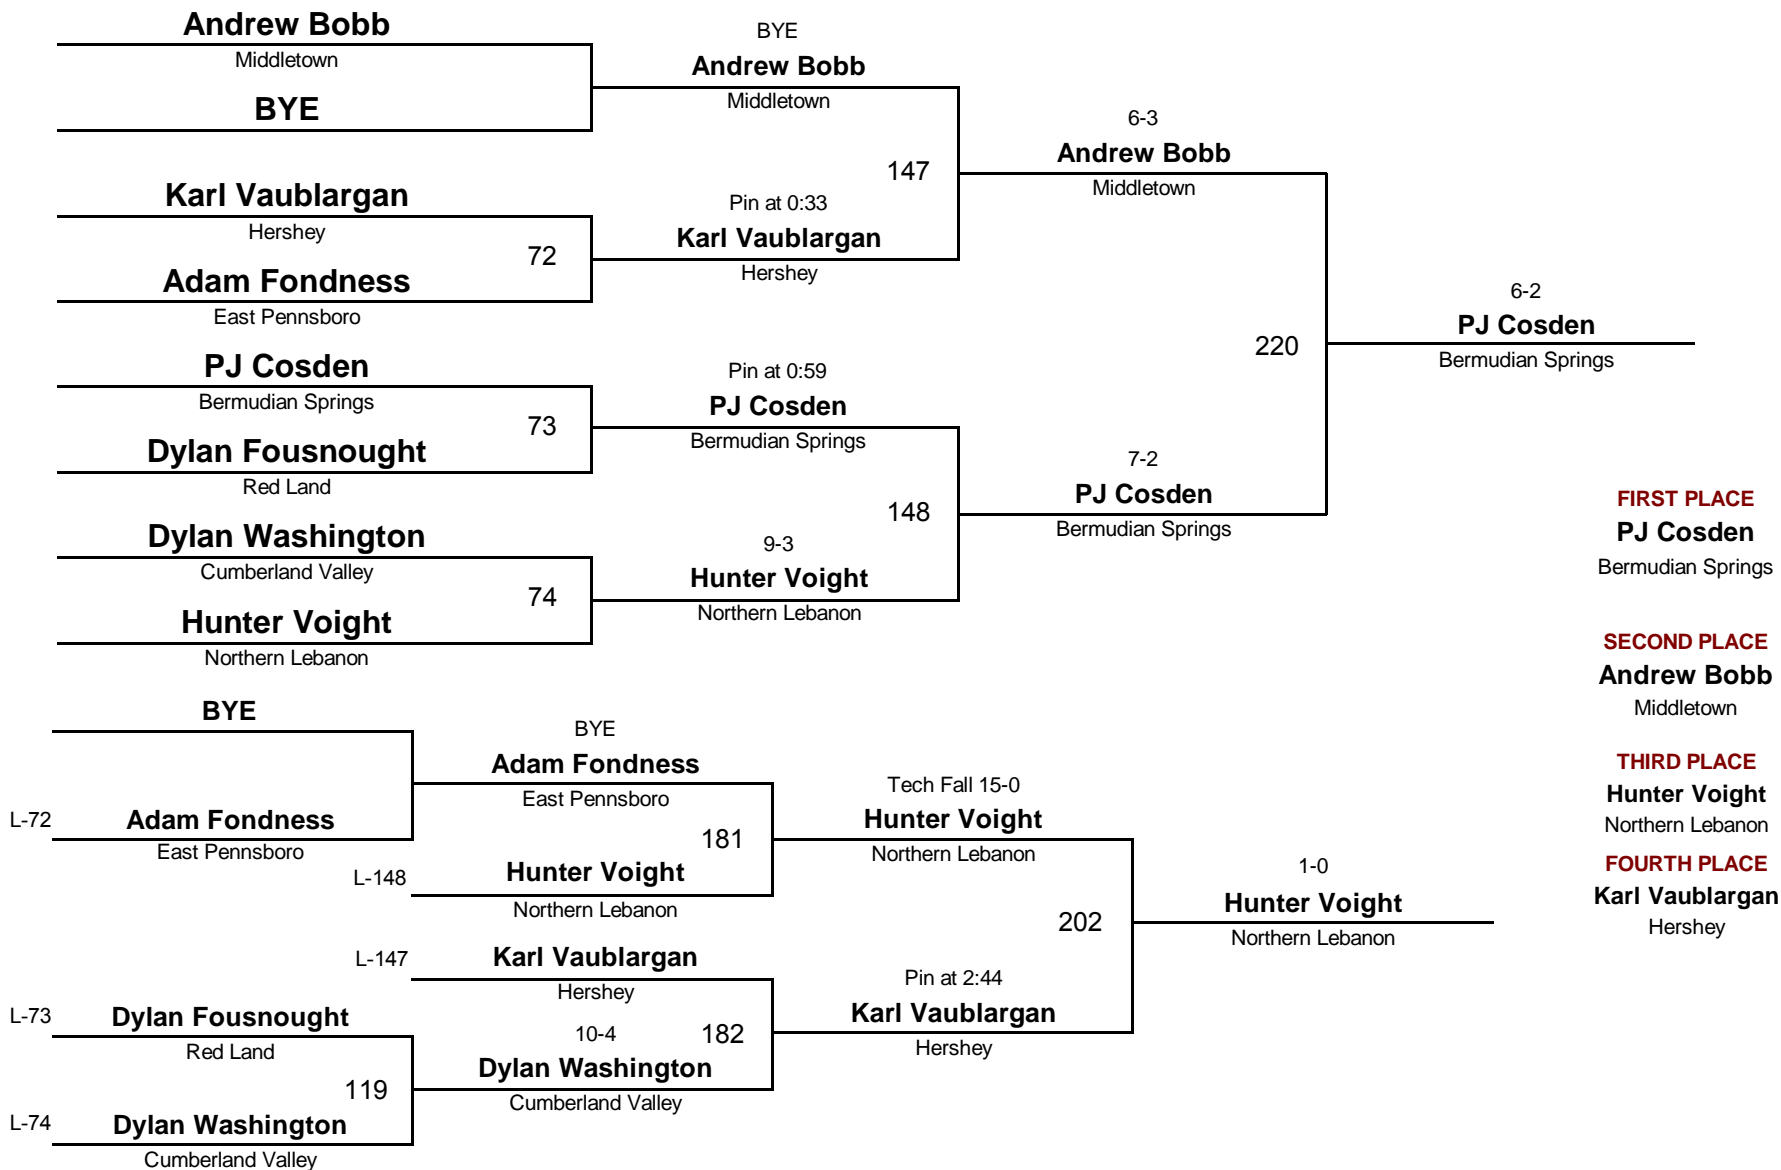 Andrew Bobb
Middletown
BYE
Karl Vaublargan
Hershey
72
Adam Fondness
East Pennsboro
PJ Cosden
Bermudian Springs
73
Dylan Fousnought
Red Land
Dylan Washington
Cumberland Valley
74
Hunter Voight
Northern Lebanon
BYE
Andrew Bobb
Middletown
147
Pin at 0:33
Karl Vaublargan
Hershey
Pin at 0:59
PJ Cosden
Bermudian Springs
148
9-3
Hunter Voight
Northern Lebanon
6-3
Andrew Bobb
Middletown
220
7-2
PJ Cosden
Bermudian Springs
6-2
PJ Cosden
Bermudian Springs
FIRST PLACE
PJ Cosden
Bermudian Springs
SECOND PLACE
Andrew Bobb
Middletown
THIRD PLACE
Hunter Voight
Northern Lebanon
FOURTH PLACE
Karl Vaublargan
Hershey
BYE
L-72
Adam Fondness
East Pennsboro
L-73
Dylan Fousnought
Red Land
119
L-74
Dylan Washington
Cumberland Valley
BYE
Adam Fondness
East Pennsboro
181
L-148
Hunter Voight
Northern Lebanon
L-147
Karl Vaublargan
Hershey
182
10-4
Dylan Washington
Cumberland Valley
Tech Fall 15-0
Hunter Voight
Northern Lebanon
202
Pin at 2:44
Karl Vaublargan
Hershey
1-0
Hunter Voight
Northern Lebanon